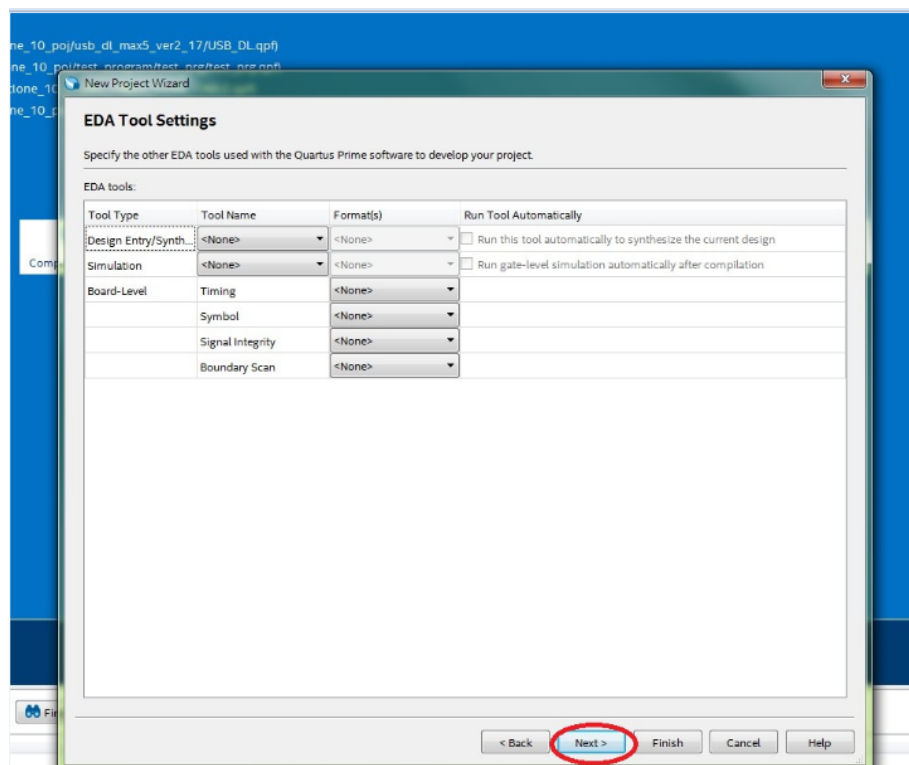 ne_10_poj/usb_dl_max5_ver2_17/USB_DL.qpf)
ne_10_poj/test_program/test_prg/test_prg.qpf)
New Project Wizard
EDA Tool Settings
Specify the other EDA tools used with the Quartus Prime software to develop your project.
EDA tools:
Tool Type Tool Name Format(s) Run Tool Automatically
Design Entry/Synth... <None> <None> Run this tool automatically to synthesize the current design
Simulation <None> <None> Run gate-level simulation automatically after compilation
Board-Level Timing <None>
Symbol <None>
Signal Integrity <None>
Boundary Scan <None>
Comp
Fir
< Back Next > Finish Cancel Help